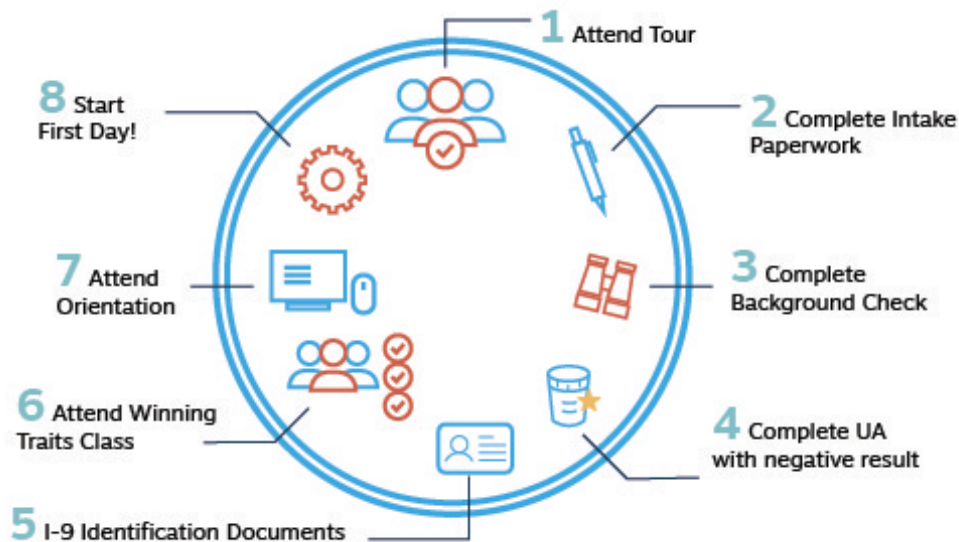 1 Attend Tour
2 Complete Intake
Paperwork
3 Complete
Background Check
4 Complete UA
with negative result
5 I-9 Identification Documents
6 Attend Winning
Traits Class
7 Attend
Orientation
8 Start
First Day!